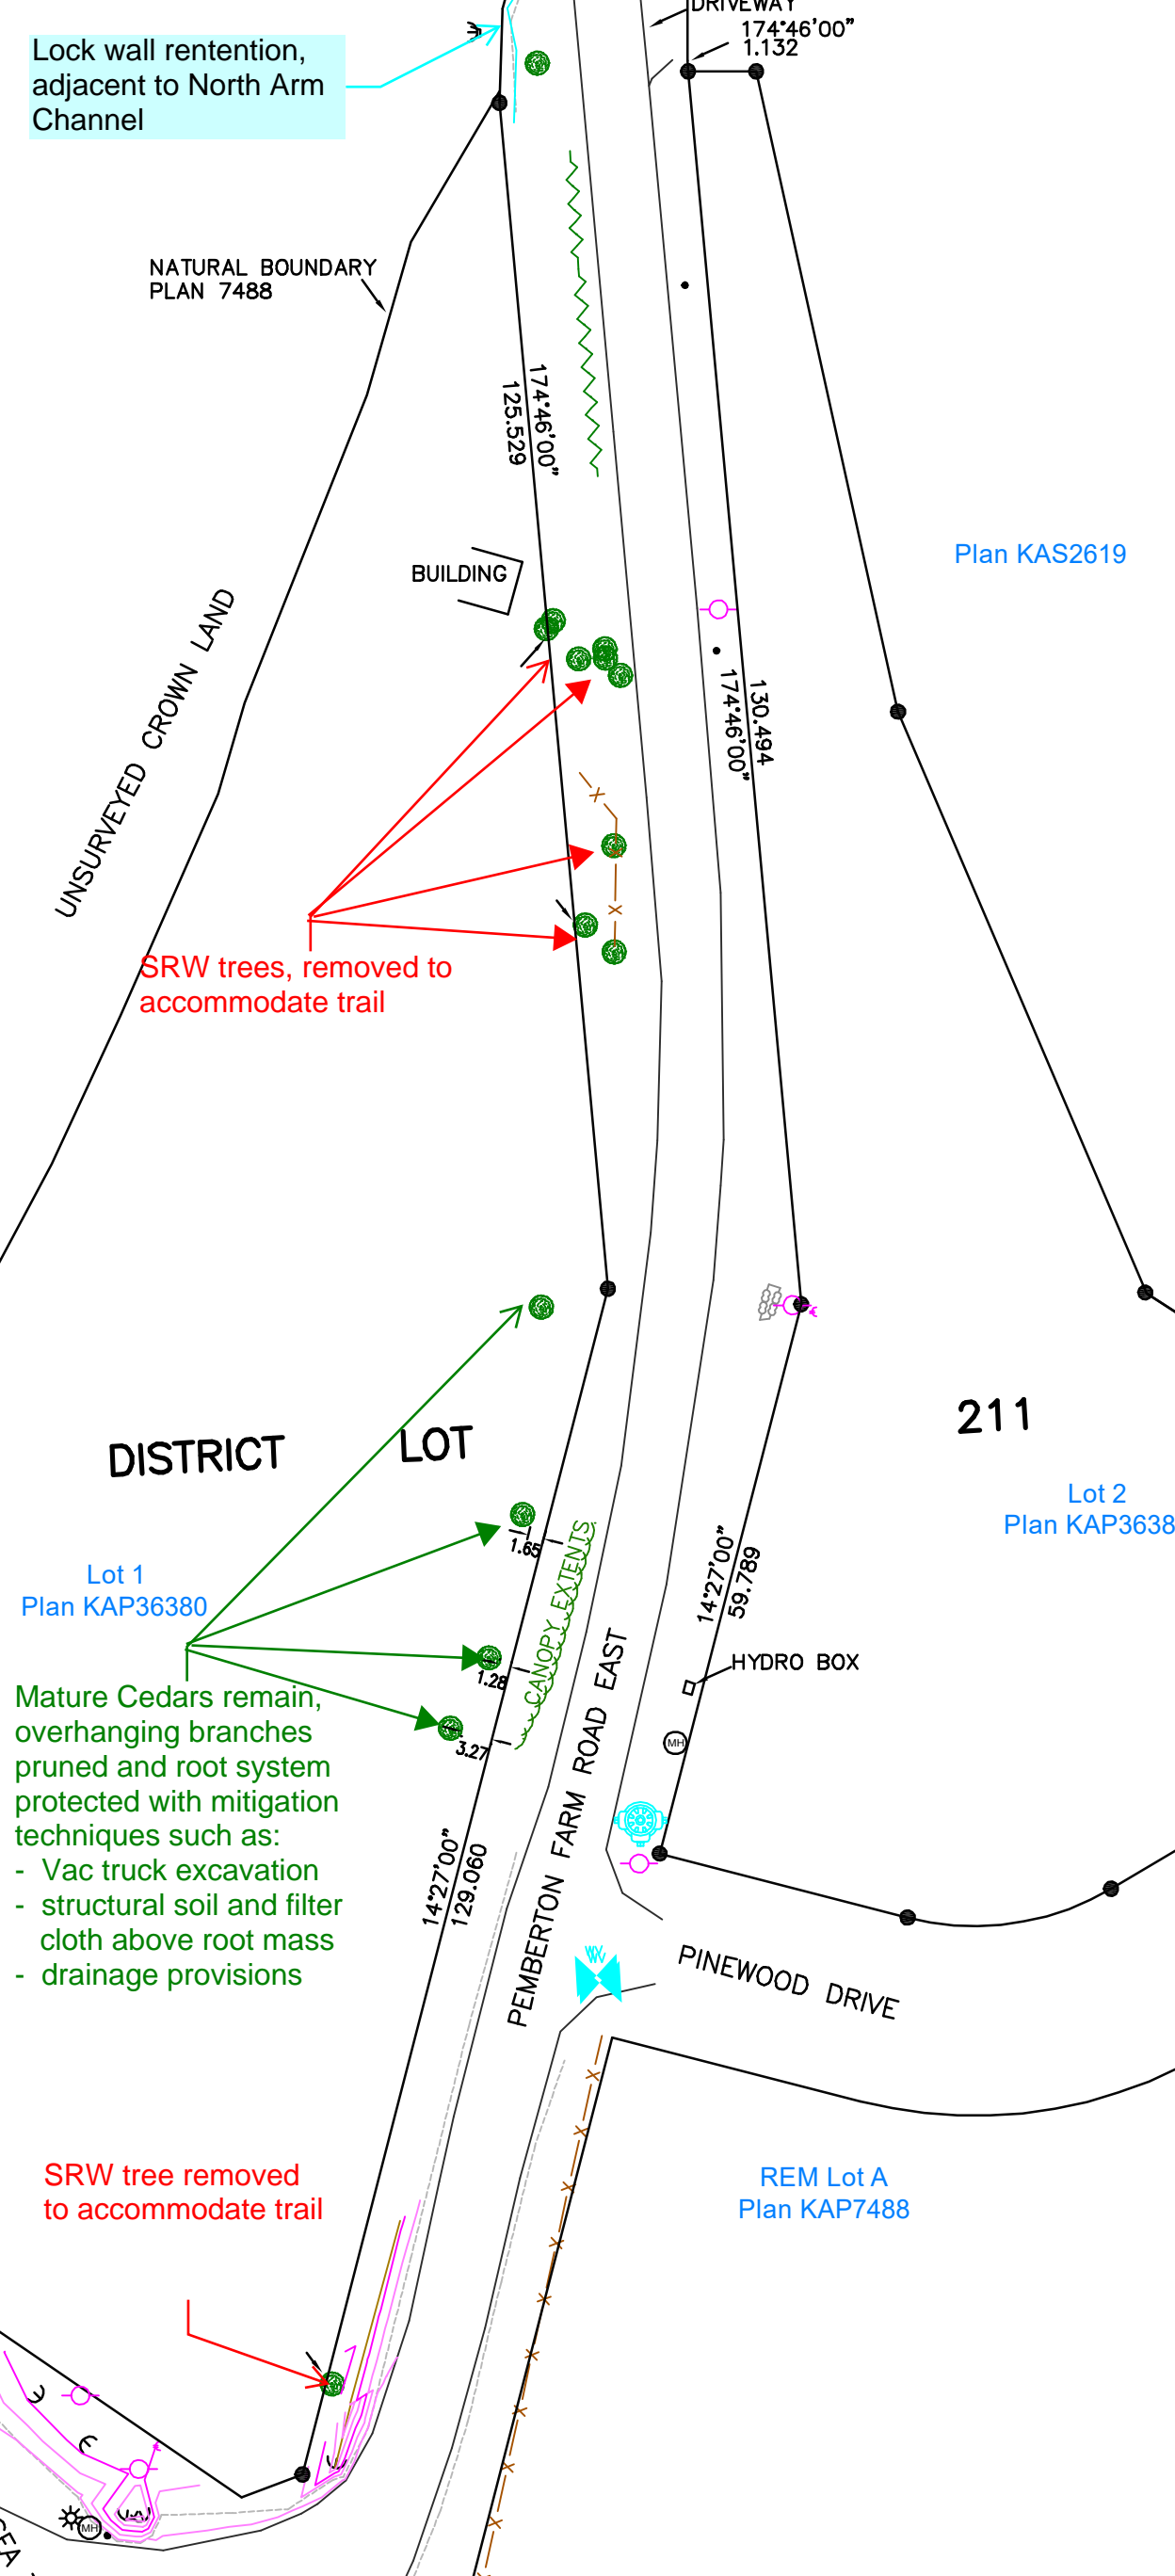 DRIVEWAY
174°46'00"
1.132
Lock wall rentention,
adjacent to North Arm
Channel
NATURAL BOUNDARY
PLAN 7488
174°46'00"
125.529
Plan KAS2619
BUILDING
UNSURVEYED CROWN LAND
130.494
174°46'00"
X
X
SRW trees, removed to
accommodate trail
211
DISTRICT LOT
Lot 2
Plan KAP3638
1.65
CANOPY EXTENTS
14°27'00"
59.789
Lot 1
Plan KAP36380
HYDRO BOX
1.28
3.27
MH
Mature Cedars remain,
overhanging branches
pruned and root system
protected with mitigation
techniques such as:
- Vac truck excavation
- structural soil and filter
cloth above root mass
- drainage provisions
14°27'00"
129.060
PEMBERTON FARM ROAD EAST
PINEWOOD DRIVE
X
X
X
X
X
X
X
X
X
SRW tree removed
to accommodate trail
REM Lot A
Plan KAP7488
MH